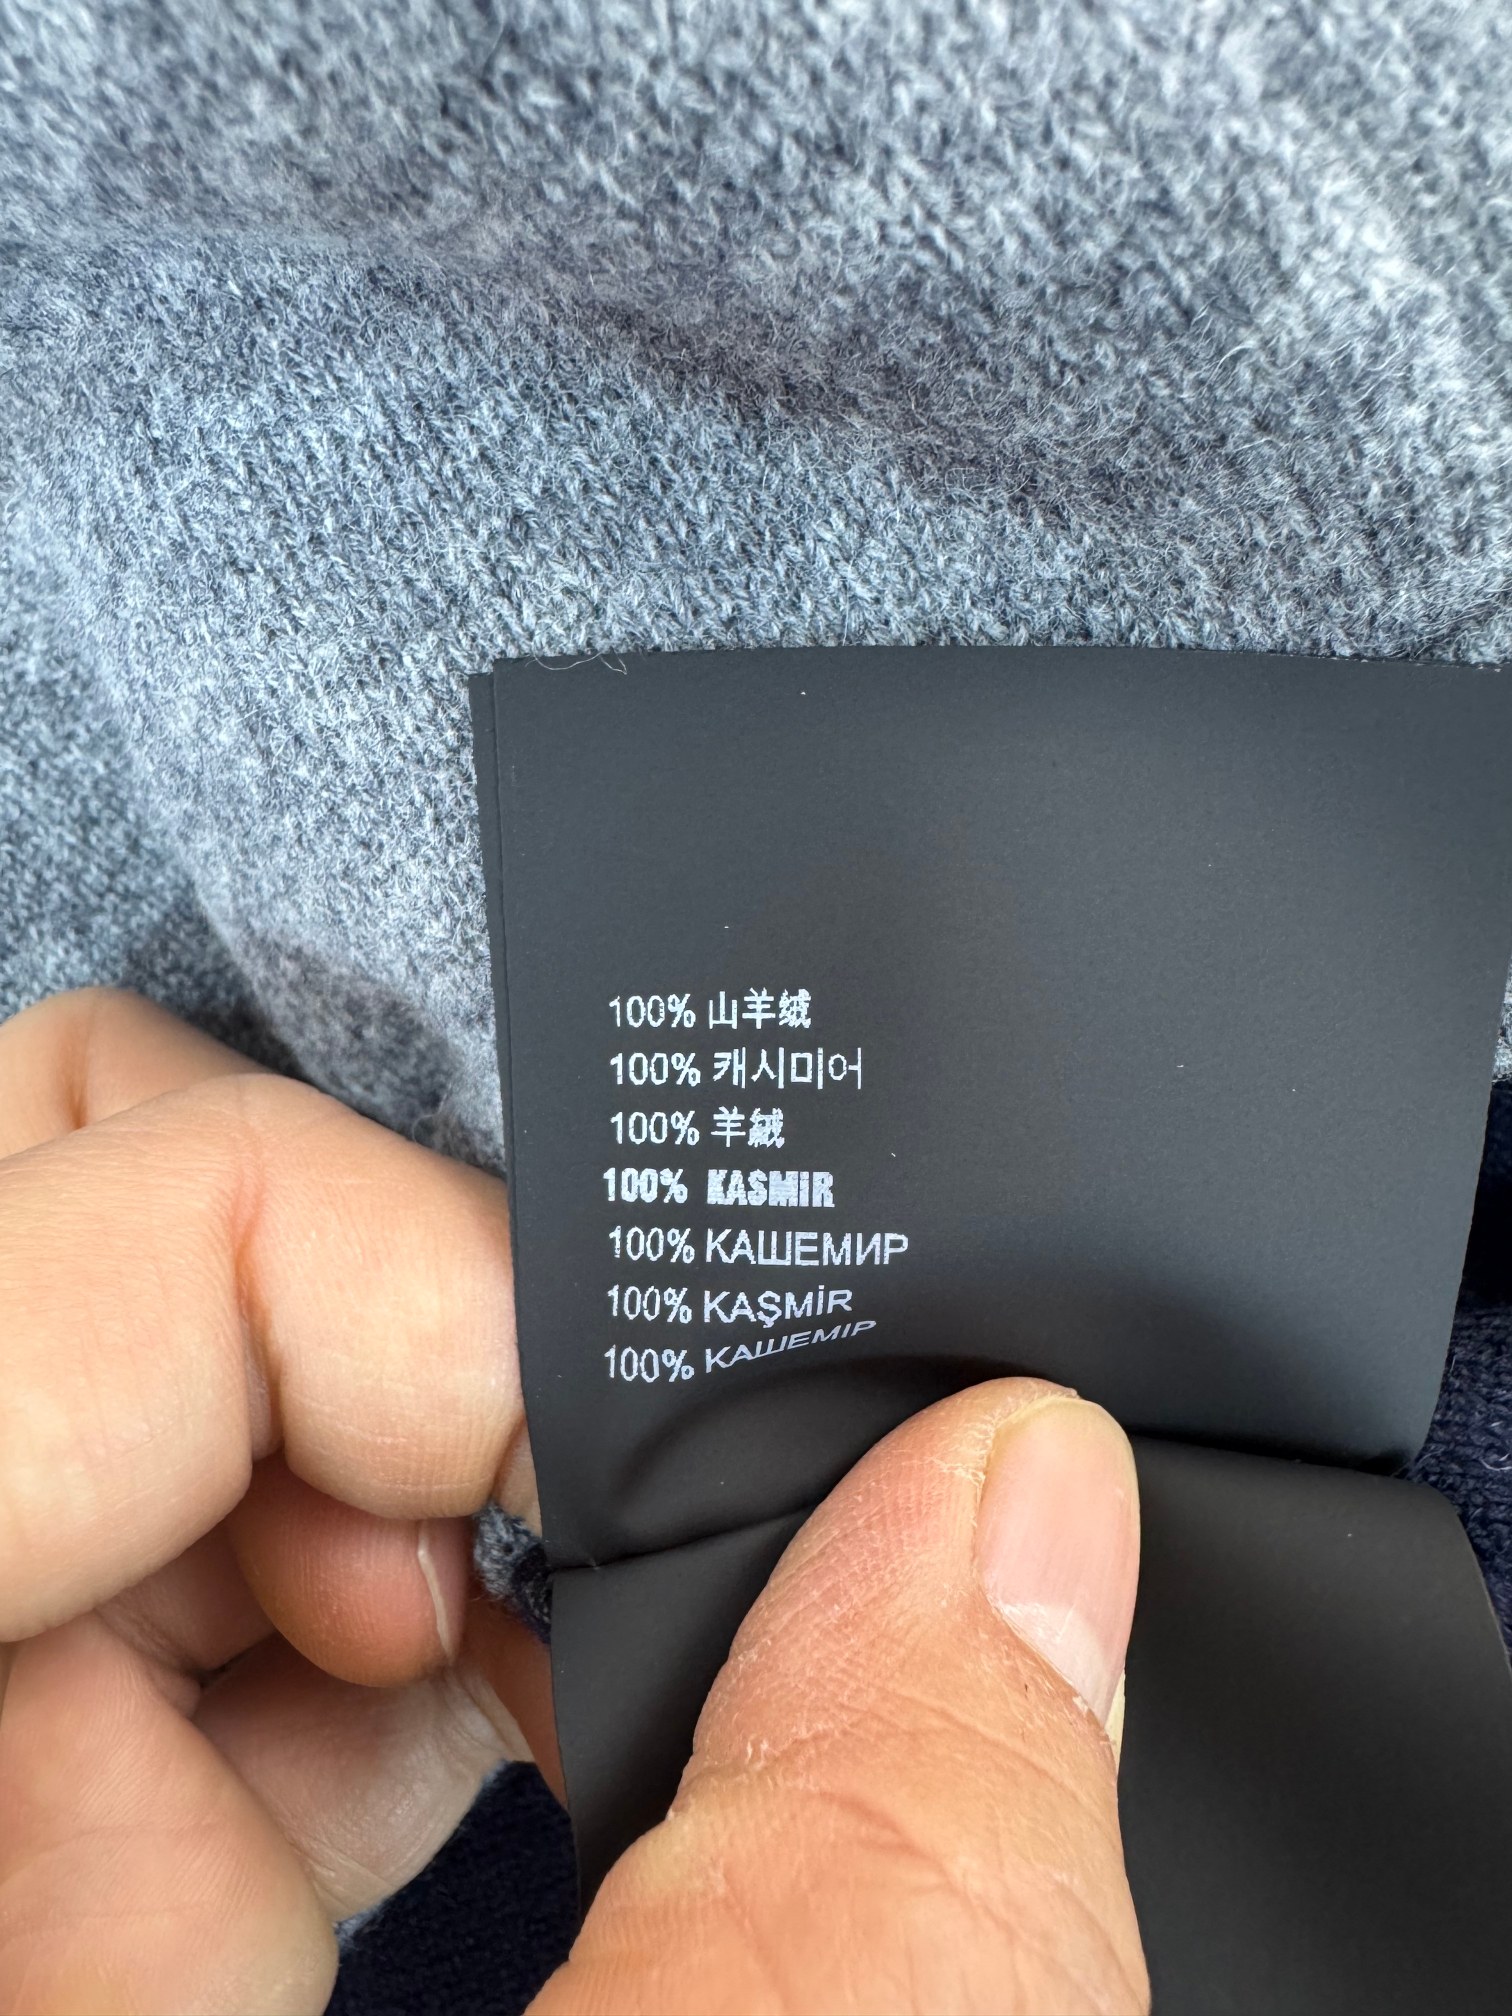 100% 山羊绒
100% 캐시미어
100% 羊絨
100% KASMIR
100% КАШЕМИР
100% KAŞMİR
100% КАШЕМІР